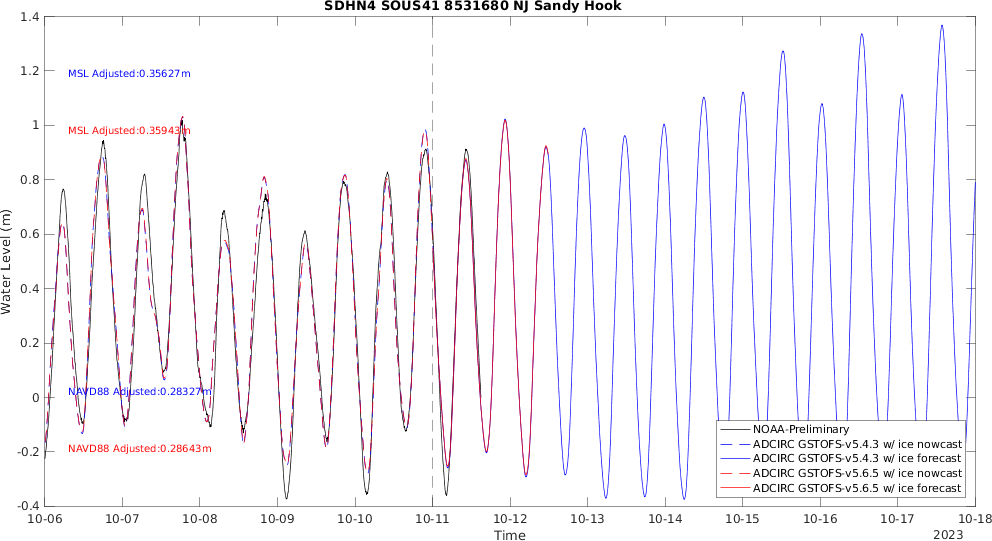 SDHN4 SOUS41 8531680 NJ Sandy Hook
1.4
1.2
1
0.8
0.6
0.4
0.2
0
-0.2
-0.4
Water Level (m)
MSL Adjusted:0.35627m
MSL Adjusted:0.35943m
NAVD88 Adjusted:0.28327m
NAVD88 Adjusted:0.28643m
NOAA-Preliminary
ADCIRC GSTOFS-v5.4.3 w/ ice nowcast
ADCIRC GSTOFS-v5.4.3 w/ ice forecast
ADCIRC GSTOFS-v5.6.5 w/ ice nowcast
ADCIRC GSTOFS-v5.6.5 w/ ice forecast
10-06 10-07 10-08 10-09 10-10 10-11 10-12 10-13 10-14 10-15 10-16 10-17 10-18
Time
2023